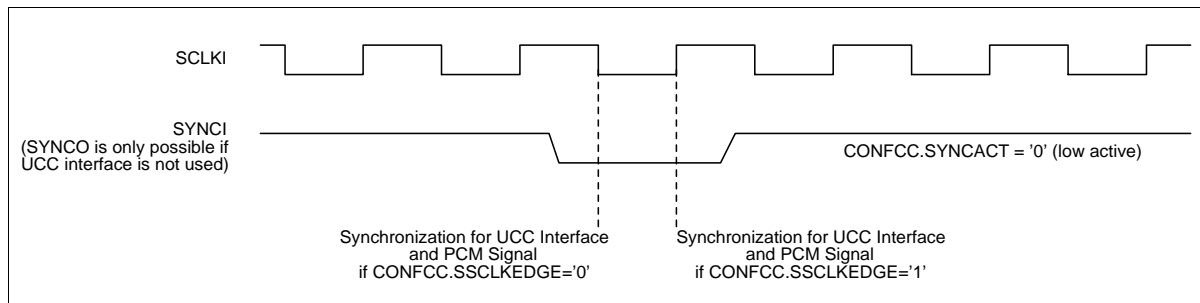 SCLKI
SYNCI
(SYNCO is only possible if
UCC interface is not used)
CONFCC.SYNCACT = '0' (low active)
Synchronization for UCC Interface
and PCM Signal
if CONFCC.SSCLKEDGE='0'
Synchronization for UCC Interface
and PCM Signal
if CONFCC.SSCLKEDGE='1'